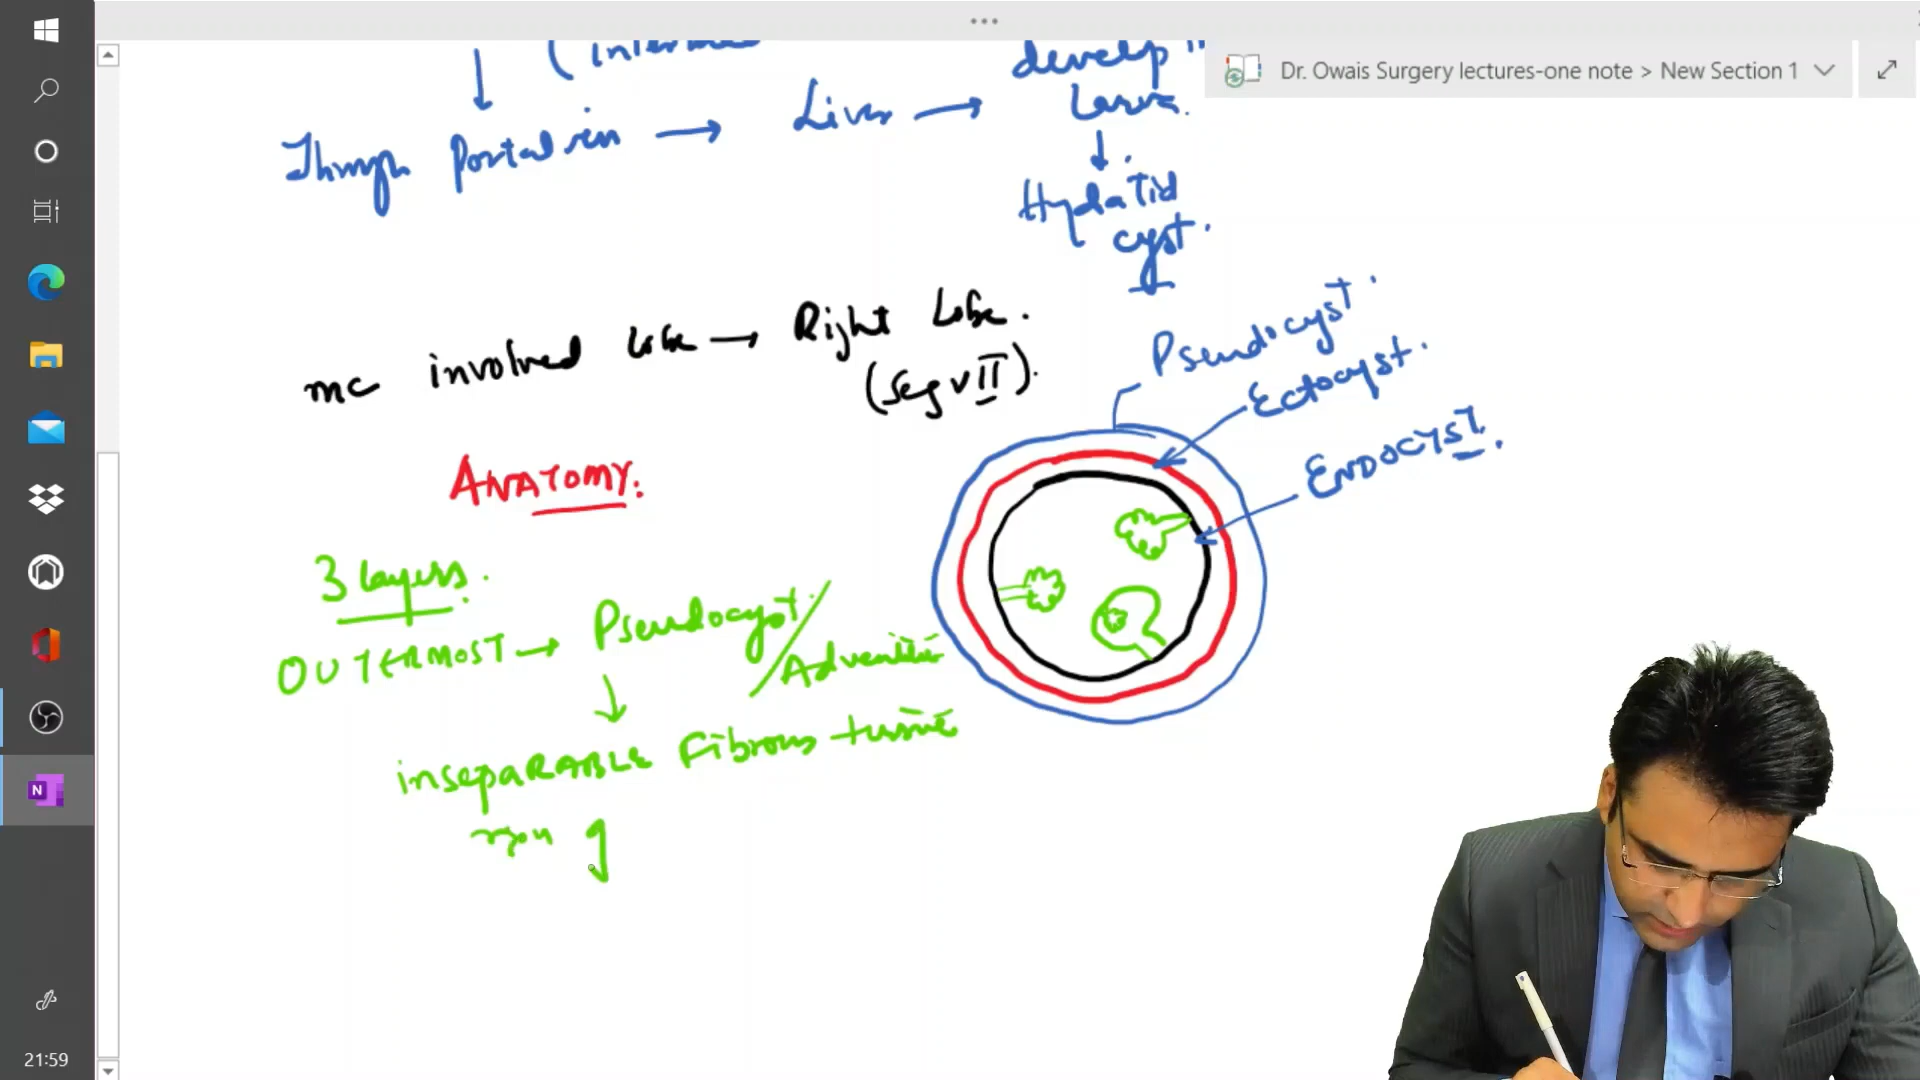 ...
Dr. Owais Surgery lectures-one note > New Section 1
(interme
develop in
Larva.
Through Portal vein → Liver →
Hydatid
cyst.
mc involved lobe → Right Lobe.
(Seg VII).
Pseudocyst.
Ectocyst.
ENDOCYST.
ANATOMY.
3 layers.
OUTERMOST → Pseudocyst/
Adventitia
inseparABLE Fibrous tissue
N
21:59